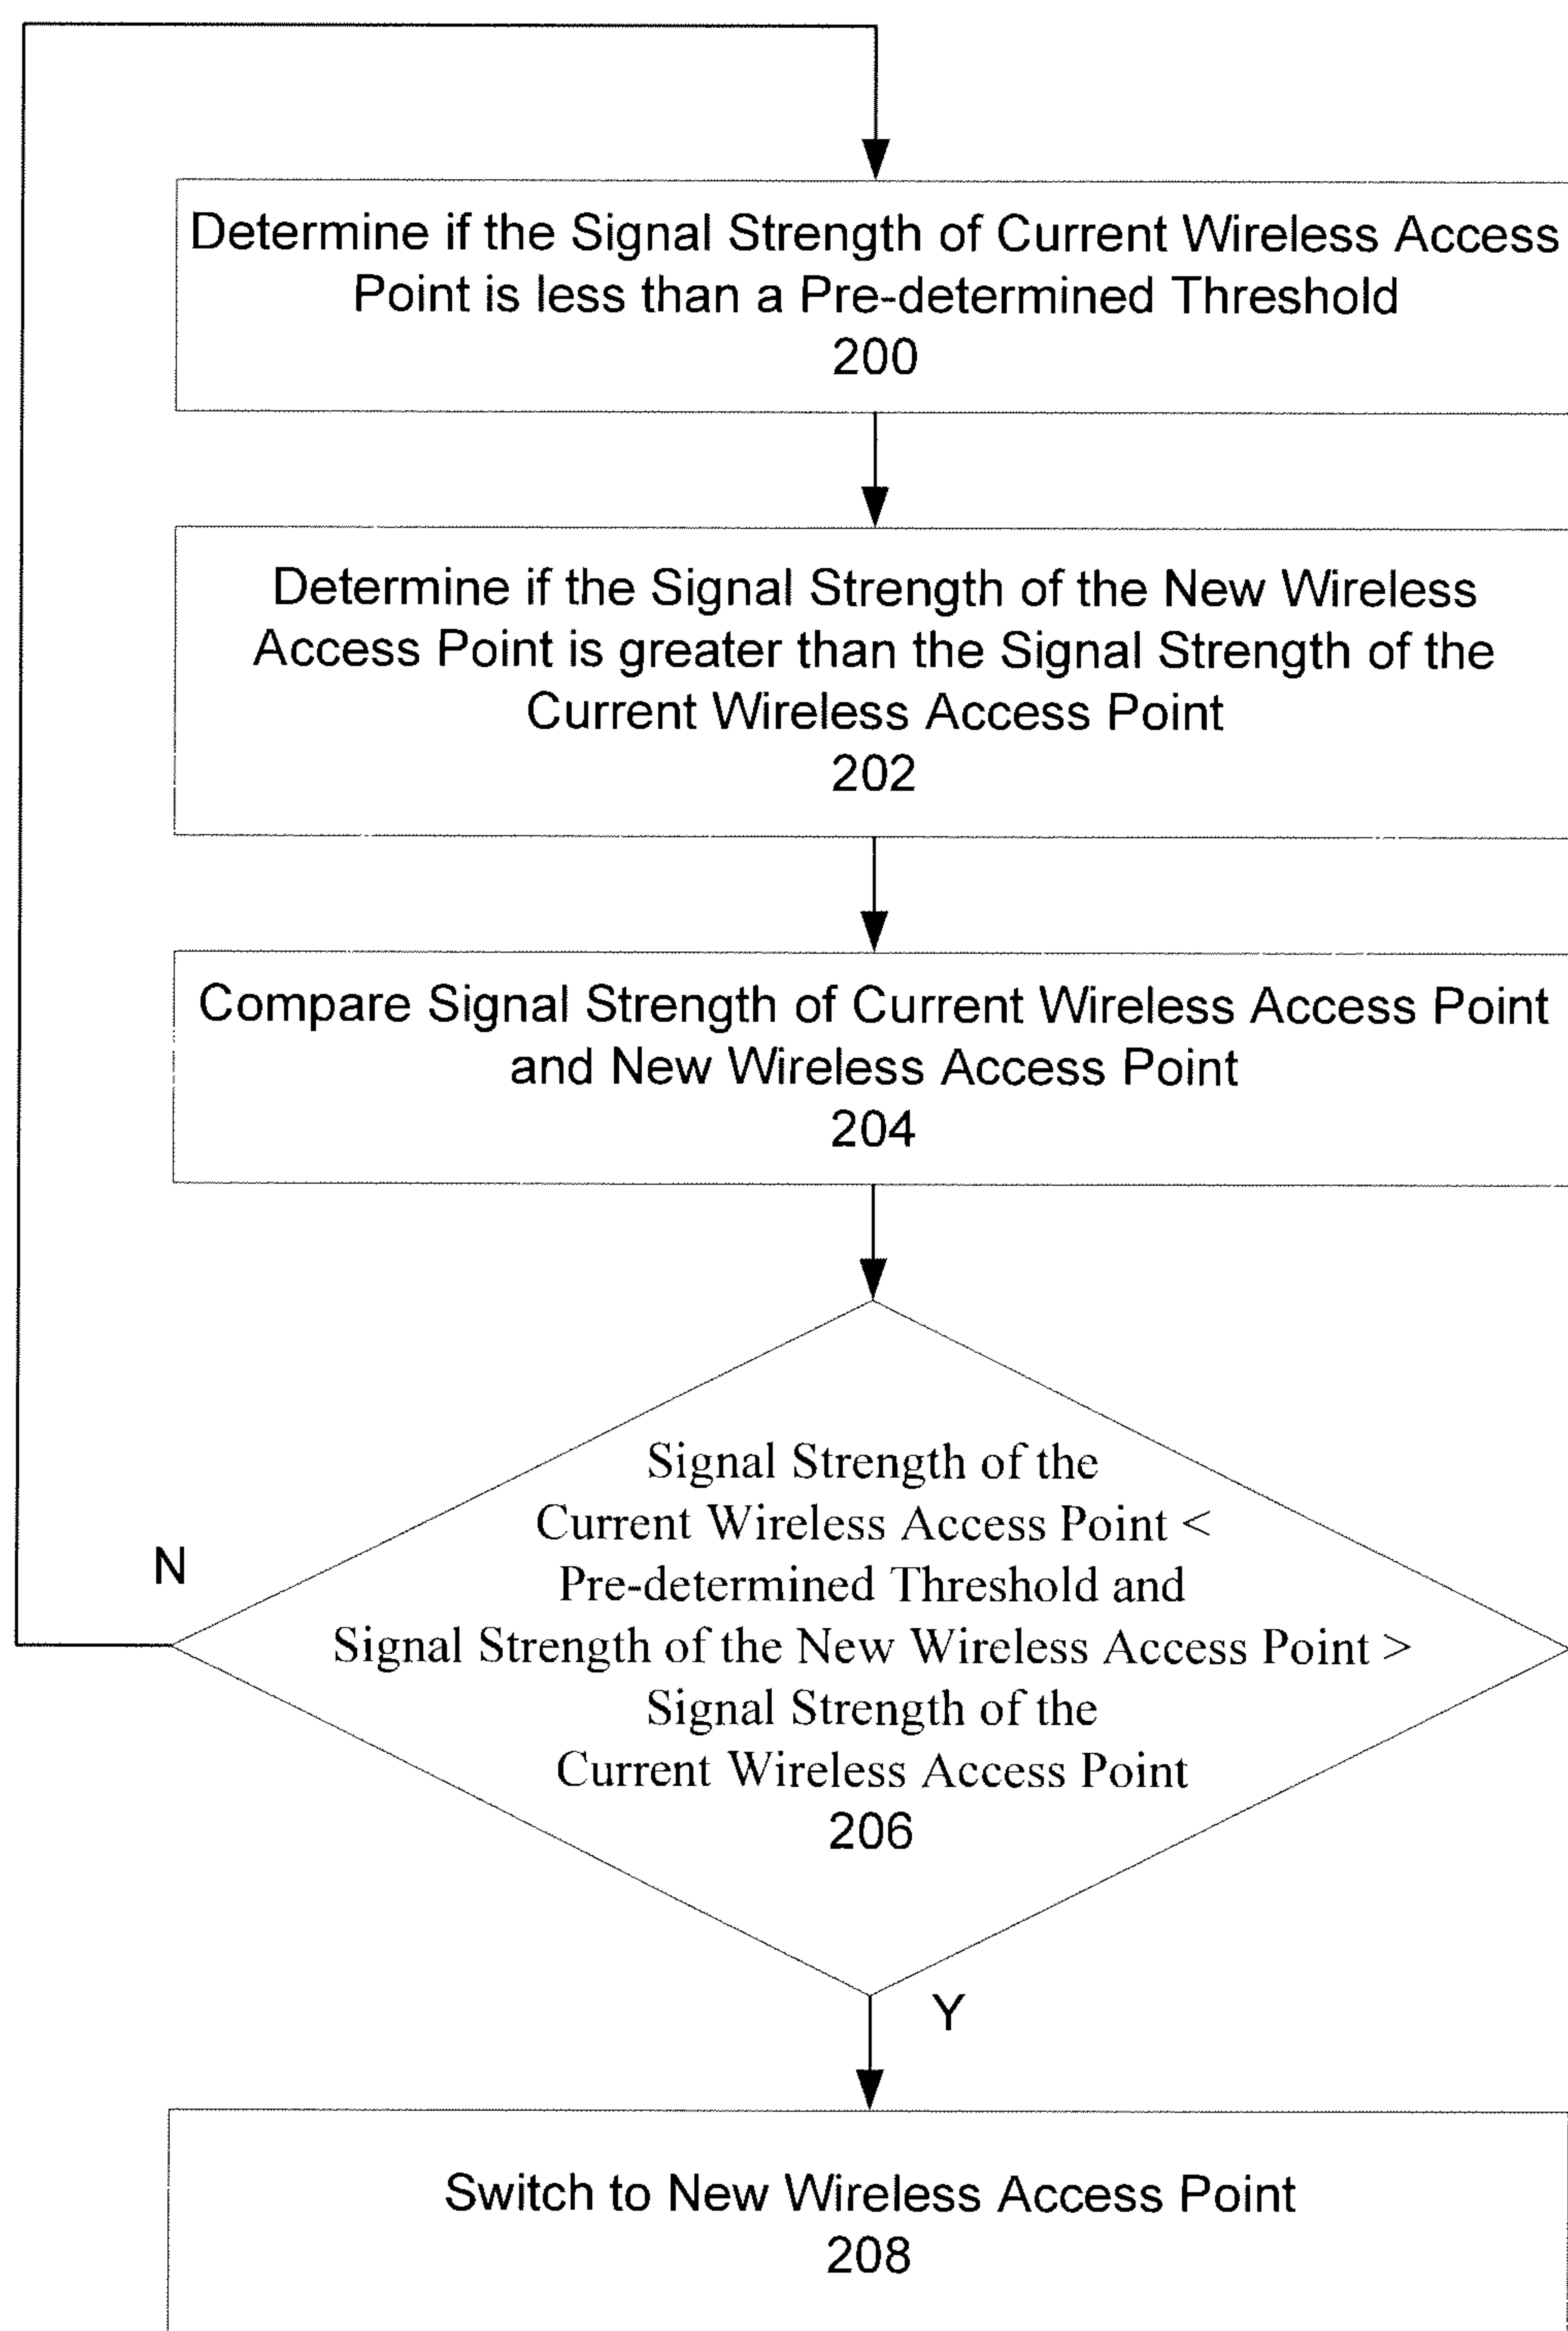 Determine if the Signal Strength of Current Wireless Access
Point is less than a Pre-determined Threshold
200
Determine if the Signal Strength of the New Wireless
Access Point is greater than the Signal Strength of the
Current Wireless Access Point
202
Compare Signal Strength of Current Wireless Access Point
and New Wireless Access Point
204
Signal Strength of the
Current Wireless Access Point <
Pre-determined Threshold and
Signal Strength of the New Wireless Access Point >
Signal Strength of the
Current Wireless Access Point
206
N
Y
Switch to New Wireless Access Point
208